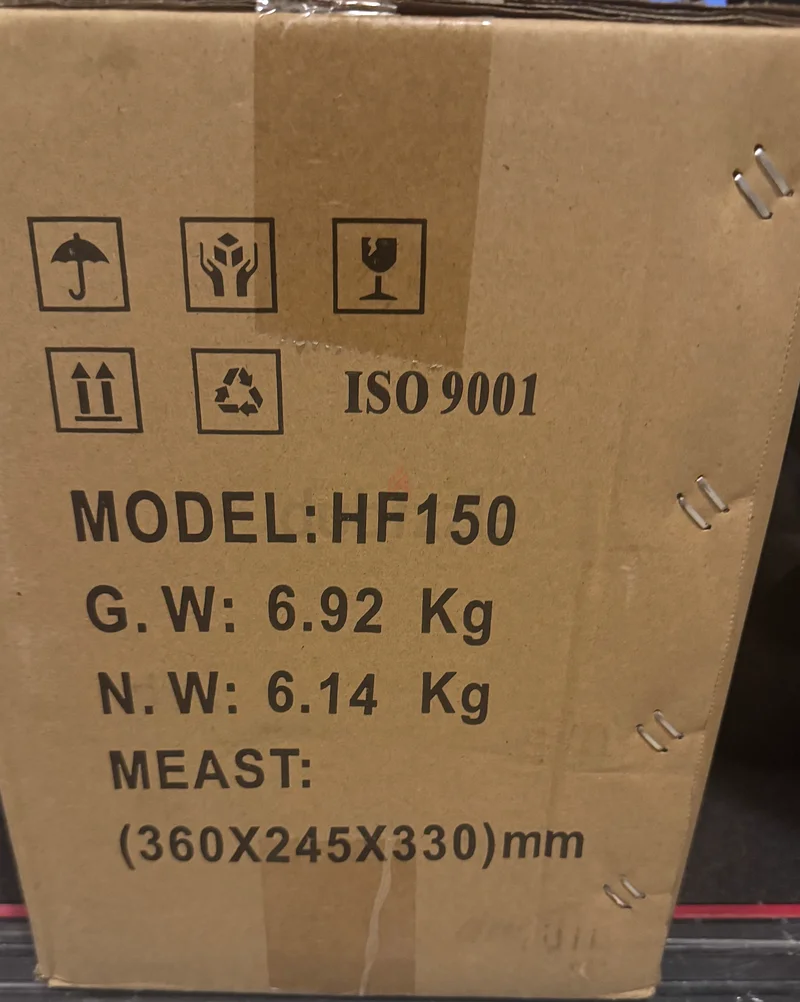 ISO 9001
MODEL:HF150
G.W: 6.92 Kg
N.W: 6.14 Kg
MEAST:
(360X245X330)mm